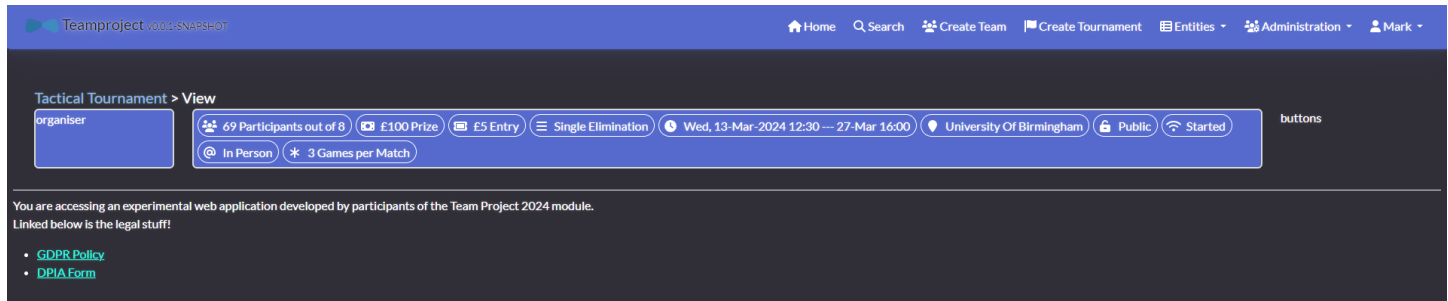 Teamproject v0.0.1-SNAPSHOT Home Search Create Team Create Tournament Entities Administration Mark
Tactical Tournament > View
organiser
69 Participants out of 8 £100 Prize £5 Entry Single Elimination Wed, 13-Mar-2024 12:30 --- 27-Mar 16:00 University Of Birmingham Public Started
In Person 3 Games per Match
buttons
You are accessing an experimental web application developed by participants of the Team Project 2024 module.
Linked below is the legal stuff!
• GDPR Policy
• DPIA Form